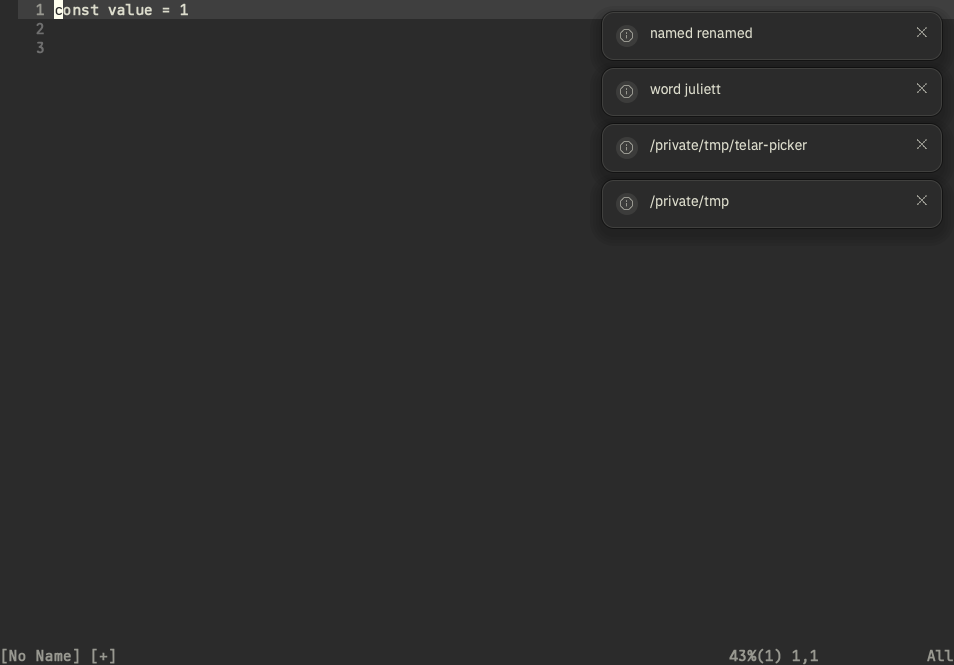 1 const value = 1
2
3
named renamed
word juliett
/private/tmp/telar-picker
/private/tmp
[No Name] [+] 43%(1) 1,1 All